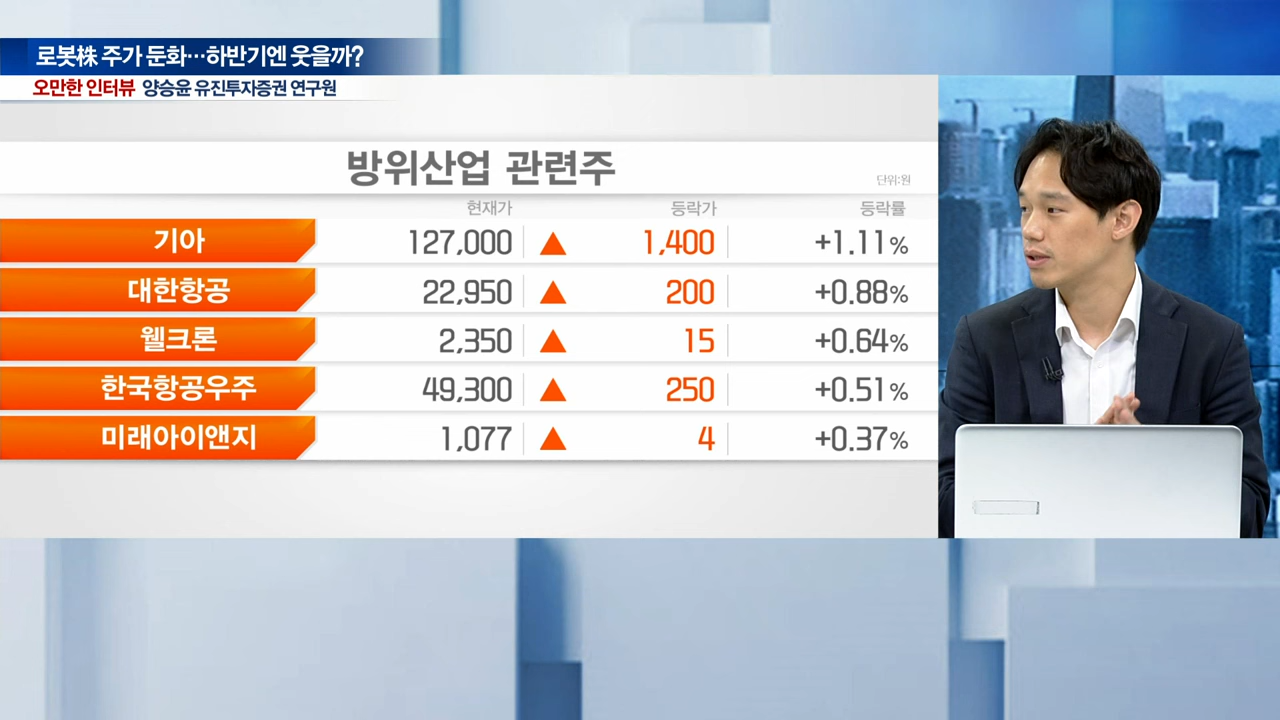 로봇株 주가 둔화…하반기엔 웃을까?
오만한 인터뷰 양승윤 유진투자증권 연구원
방위산업 관련주
단위:원
현재가 등락가 등락률
기아 127,000 ▲ 1,400 +1.11%
대한항공 22,950 ▲ 200 +0.88%
웰크론 2,350 ▲ 15 +0.64%
한국항공우주 49,300 ▲ 250 +0.51%
미래아이앤지 1,077 ▲ 4 +0.37%